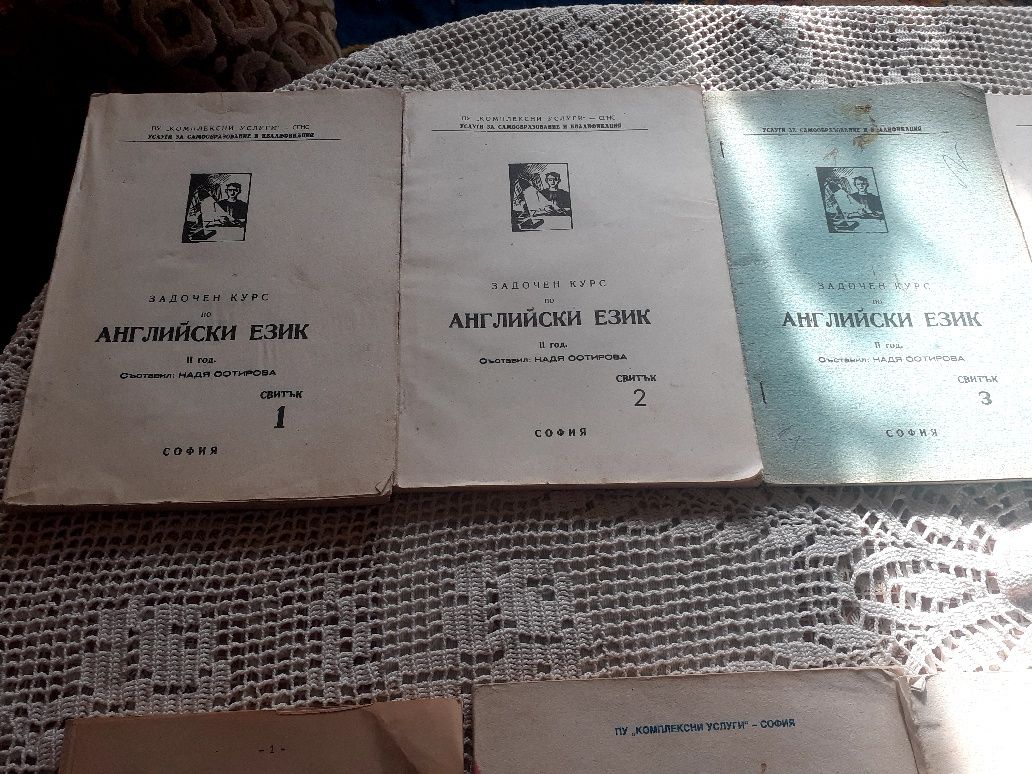 ПУ „КОМПЛЕКСНИ УСЛУГИ" — СГНС
УСЛУГИ ЗА САМООБРАЗОВАНИЕ И КВАЛИФИКАЦИЯ
ЗАДОЧЕН КУРС
ПО
АНГЛИЙСКИ ЕЗИК
II год.
Съставил: НАДЯ СОТИРОВА
СВИТЪК
1
СОФИЯ
ПУ „КОМПЛЕКСНИ УСЛУГИ" — СГНС
УСЛУГИ ЗА САМООБРАЗОВАНИЕ И КВАЛИФИКАЦИЯ
ЗАДОЧЕН КУРС
ПО
АНГЛИЙСКИ ЕЗИК
II год.
Съставил: НАДЯ СОТИРОВА
СВИТЪК
2
СОФИЯ
УСЛУГИ ЗА САМООБРАЗОВАНИЕ И КВАЛИФИКАЦИЯ
ЗАДОЧЕН КУРС
ПО
АНГЛИЙСКИ ЕЗИК
II год.
Съставил: НАДЯ СОТИРОВА
СВИТЪК
3
СОФИЯ
- 1 -
ПУ „КОМПЛЕКСНИ УСЛУГИ" – СОФИЯ